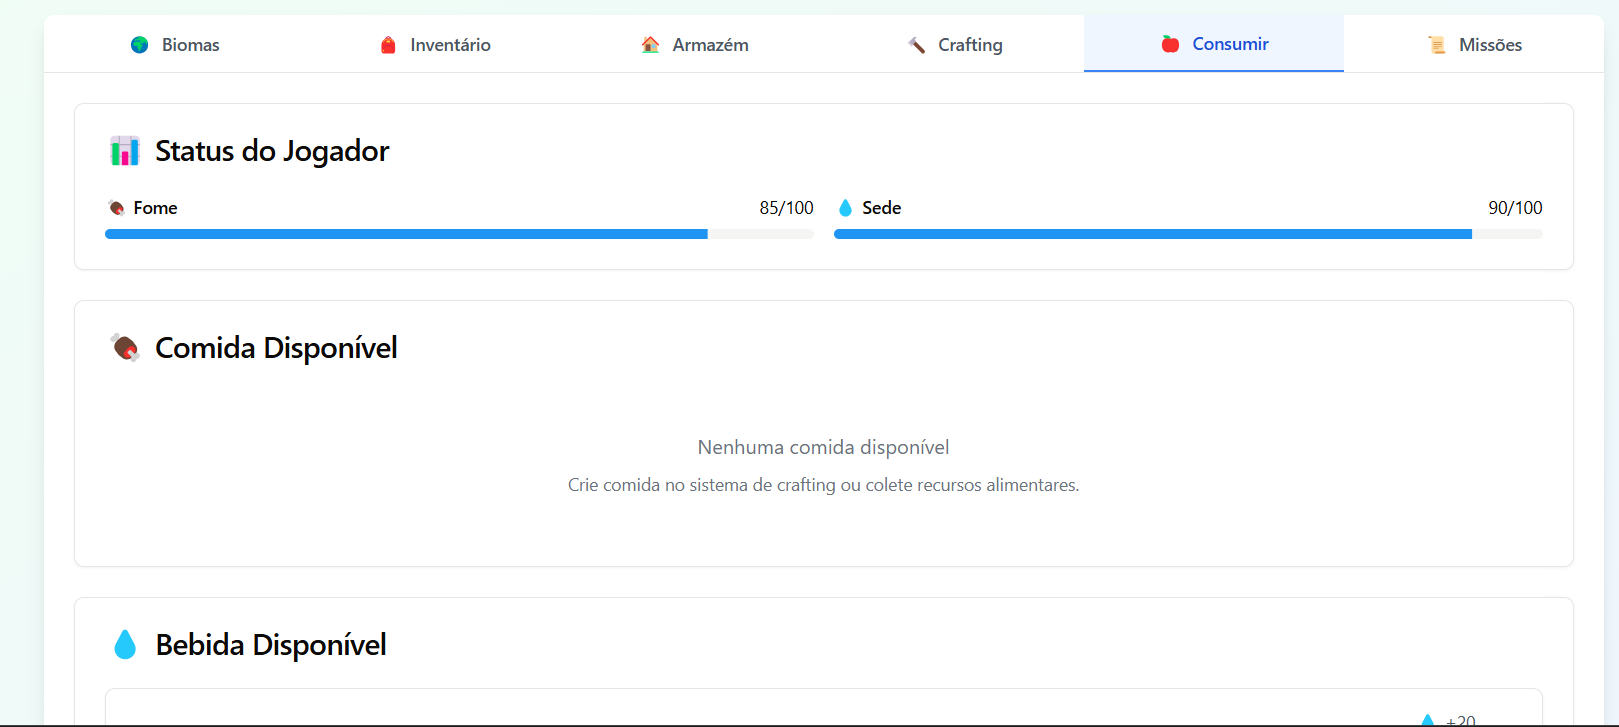 Biomas Inventário Armazém Crafting Consumir Missões
Status do Jogador
Fome 85/100 Sede 90/100
Comida Disponível
Nenhuma comida disponível
Crie comida no sistema de crafting ou colete recursos alimentares.
Bebida Disponível
+20